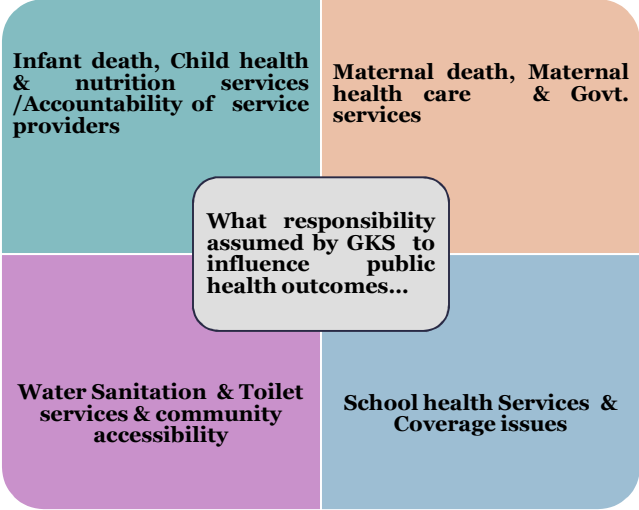 Infant death, Child health
& nutrition services
/Accountability of service
providers
Maternal death, Maternal
health care & Govt.
services
What responsibility
assumed by GKS to
influence public
health outcomes...
Water Sanitation & Toilet
services & community
accessibility
School health Services &
Coverage issues